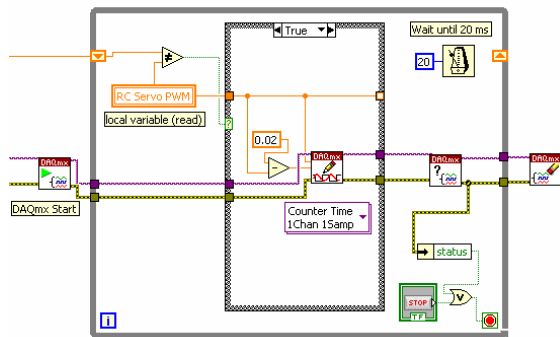 True
Wait until 20 ms
20
RC Servo PWM
local variable (read)
?
0.02
DAQmx
DAQmx
DAQmx
DAQmx
?
DAQmx Start
Counter Time
1Chan 1Samp
status
STOP
TF
V
i